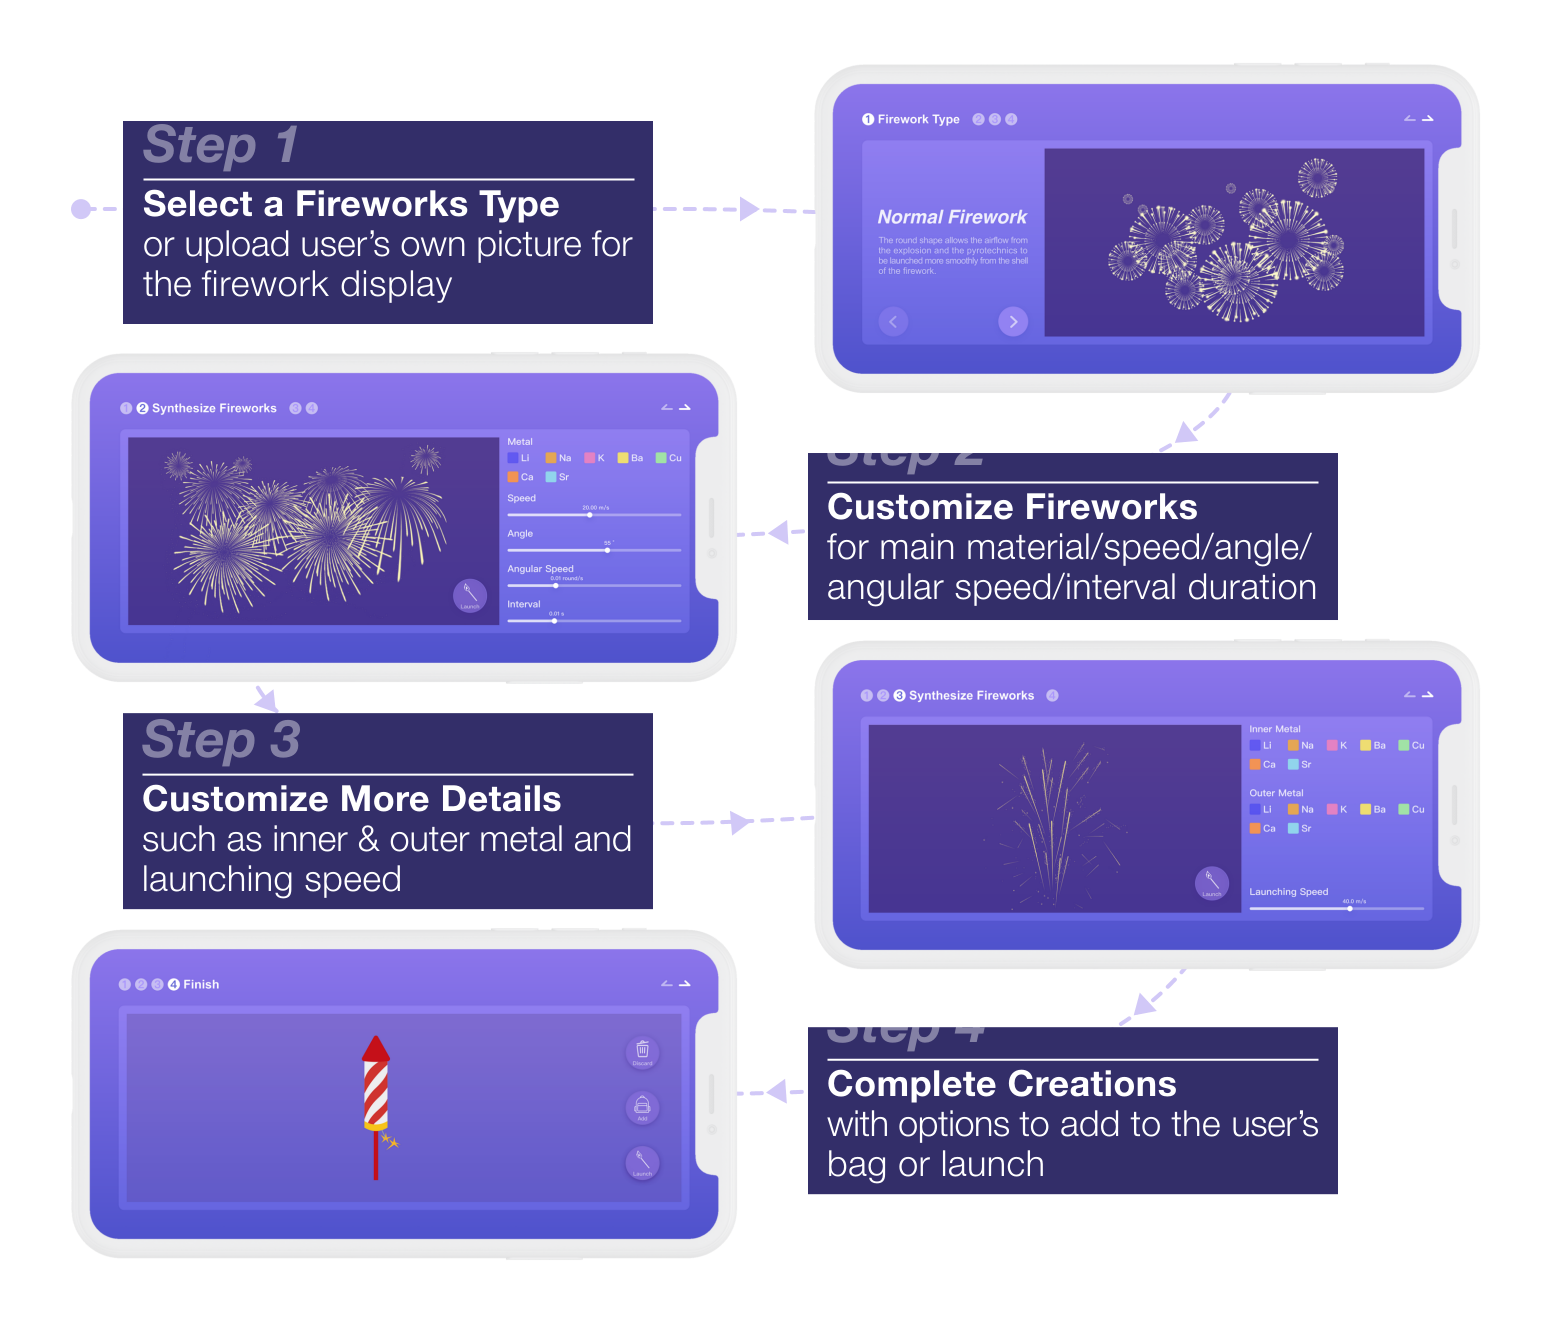 Step 1
Select a Fireworks Type
or upload user's own picture for
the firework display
1 Firework Type 2 3 4
Normal Firework
The round shape allows the airflow from
the explosion and the pyrotechnics to
be launched more smoothly from the shell
of the firework.
1 2 Synthesize Fireworks 3 4
Metal
Li Na K Ba Cu
Ca Sr
Speed
20.00 m/s
Angle
55 °
Angular Speed
0.01 round/s
Interval
0.01 s
Launch
Step 2
Customize Fireworks
for main material/speed/angle/
angular speed/interval duration
Step 3
Customize More Details
such as inner & outer metal and
launching speed
1 2 3 Synthesize Fireworks 4
Inner Metal
Li Na K Ba Cu
Ca Sr
Outer Metal
Li Na K Ba Cu
Ca Sr
Launch
Launching Speed
40.0 m/s
1 2 3 4 Finish
Discard
Add
Launch
Step 4
Complete Creations
with options to add to the user's
bag or launch